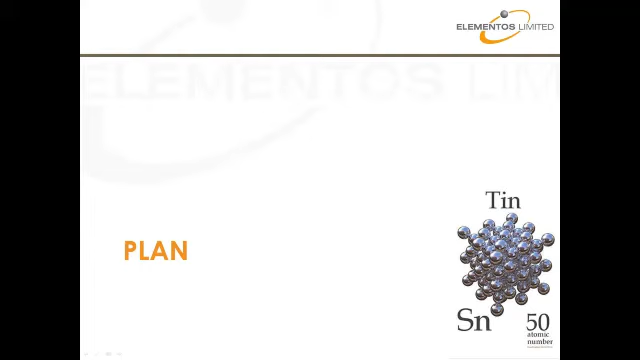 ELEMENTOS LIMITED
ELEMENTOS LIM
Tin
PLAN
Sn
50
atomic
number